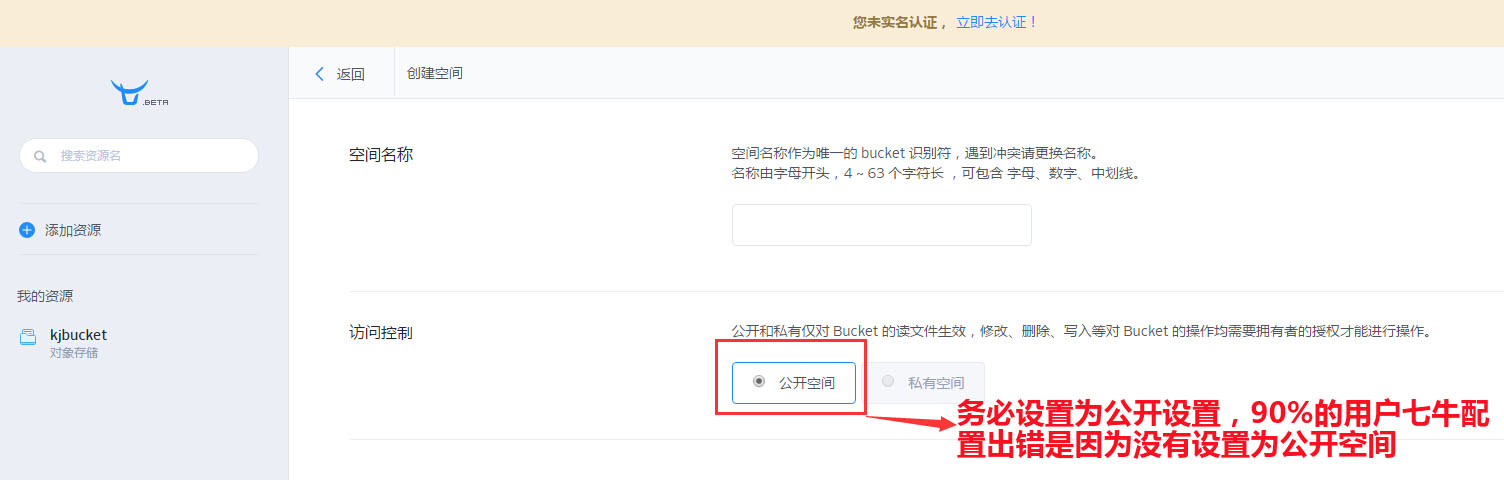 您未实名认证， 立即去认证！
.BETA
返回
创建空间
搜索资源名
添加资源
我的资源
kjbucket
对象存储
空间名称
空间名称作为唯一的 bucket 识别符，遇到冲突请更换名称。
名称由字母开头，4 ~ 63 个字符长 ，可包含 字母、数字、中划线。
访问控制
公开和私有仅对 Bucket 的读文件生效，修改、删除、写入等对 Bucket 的操作均需要拥有者的授权才能进行操作。
公开空间
私有空间
务必设置为公开设置，90%的用户七牛配
置出错是因为没有设置为公开空间